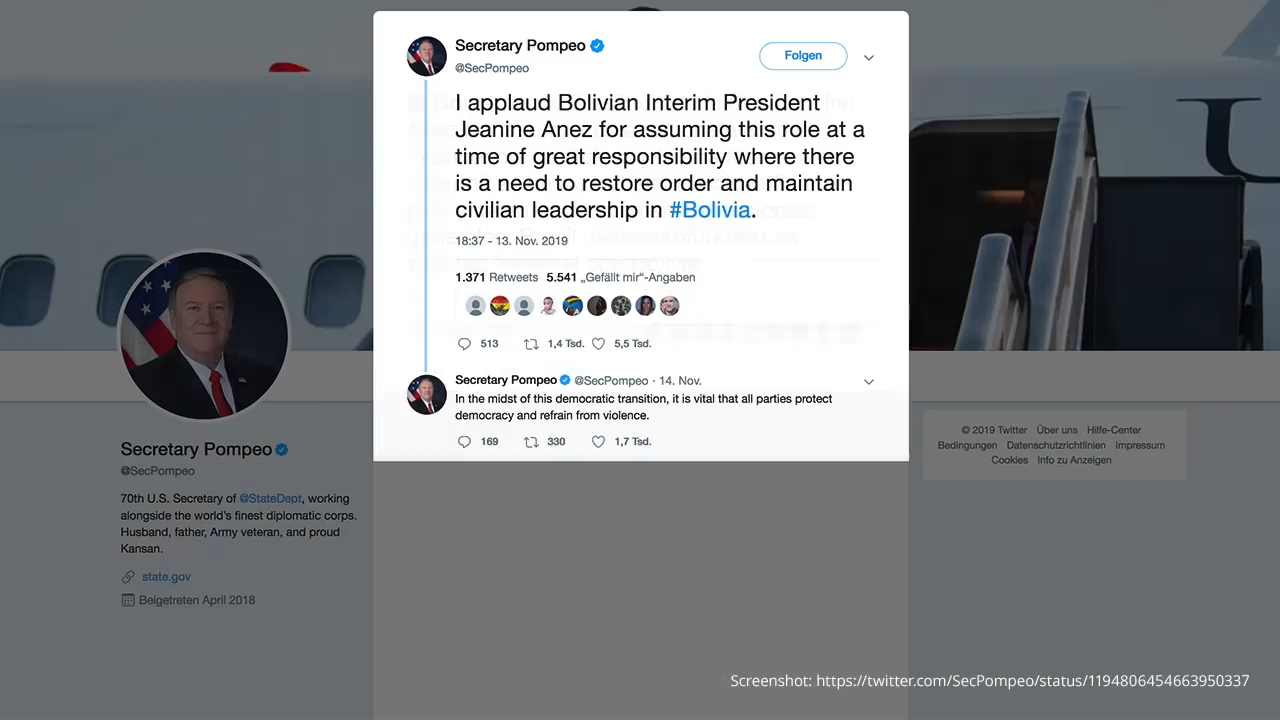 Secretary Pompeo
@SecPompeo
Folgen
I applaud Bolivian Interim President
Jeanine Anez for assuming this role at a
time of great responsibility where there
is a need to restore order and maintain
civilian leadership in #Bolivia.
18:37 - 13. Nov. 2019
1.371 Retweets 5.541 „Gefällt mir“-Angaben
513 1,4 Tsd. 5,5 Tsd.
Secretary Pompeo @SecPompeo · 14. Nov.
In the midst of this democratic transition, it is vital that all parties protect
democracy and refrain from violence.
169 330 1,7 Tsd.
Secretary Pompeo
@SecPompeo
70th U.S. Secretary of @StateDept, working
alongside the world's finest diplomatic corps.
Husband, father, Army veteran, and proud
Kansan.
state.gov
Beigetreten April 2018
U
© 2019 Twitter Über uns Hilfe-Center
Bedingungen Datenschutzrichtlinien Impressum
Cookies Info zu Anzeigen
Screenshot: https://twitter.com/SecPompeo/status/1194806454663950337